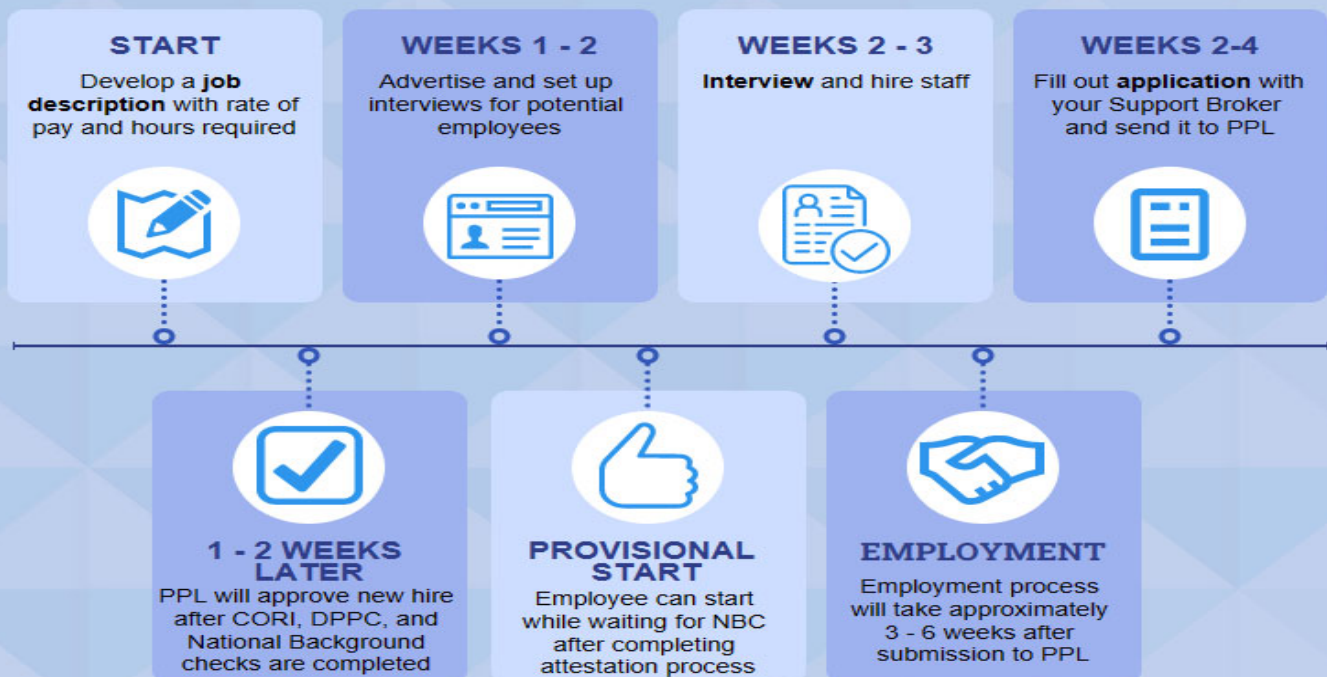 START
Develop a job
description with rate of
pay and hours required
WEEKS 1 - 2
Advertise and set up
interviews for potential
employees
WEEKS 2 - 3
Interview and hire staff
WEEKS 2-4
Fill out application with
your Support Broker
and send it to PPL
1 - 2 WEEKS
LATER
PPL will approve new hire
after CORI, DPPC, and
National Background
checks are completed
PROVISIONAL
START
Employee can start
while waiting for NBC
after completing
attestation process
EMPLOYMENT
Employment process
will take approximately
3 - 6 weeks after
submission to PPL